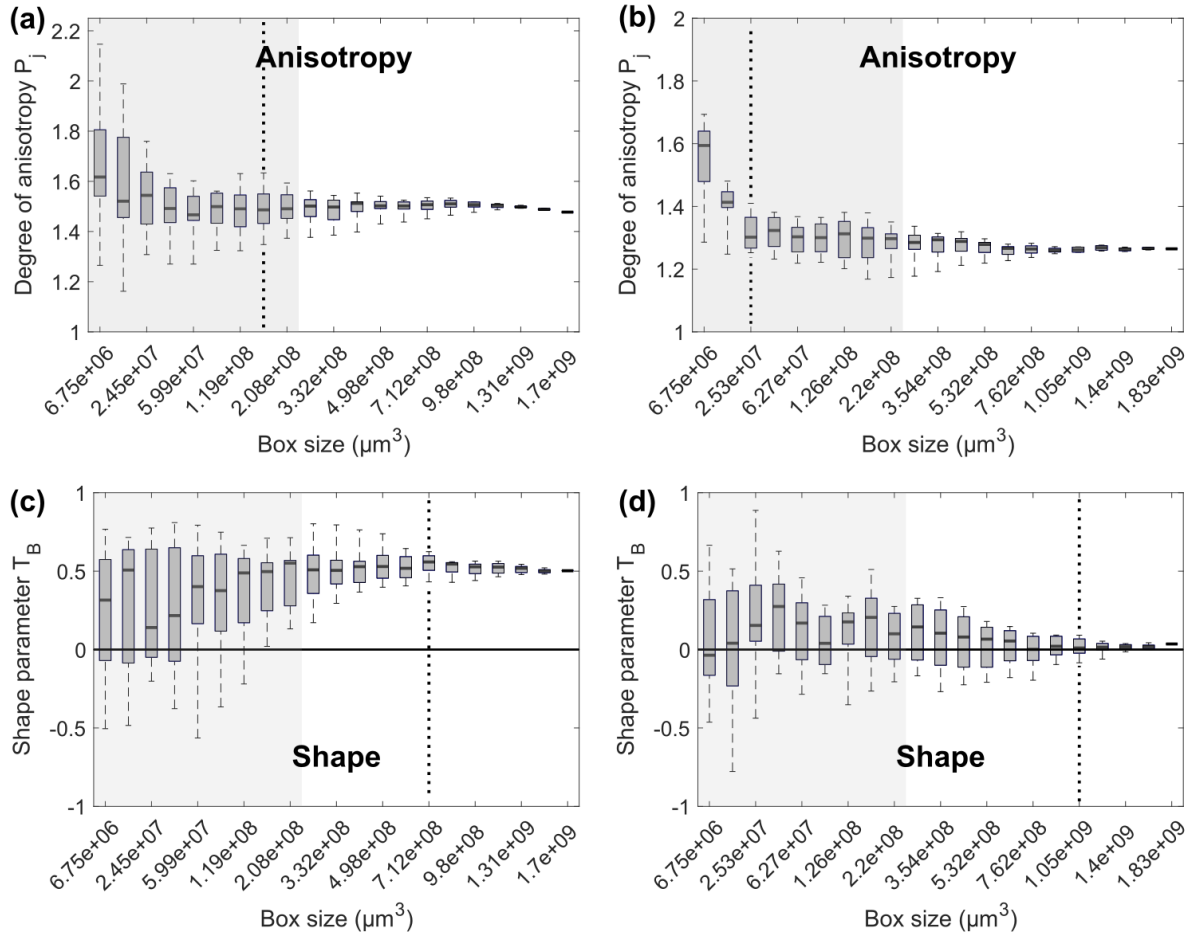 (a)
Anisotropy
Degree of anisotropy P_j
2.2
2
1.8
1.6
1.4
1.2
1
6.75e+06
2.45e+07
5.99e+07
1.19e+08
2.08e+08
3.32e+08
4.98e+08
7.12e+08
9.8e+08
1.31e+09
1.7e+09
Box size (µm³)
(b)
Anisotropy
Degree of anisotropy P_j
2
1.8
1.6
1.4
1.2
1
6.75e+06
2.53e+07
6.27e+07
1.26e+08
2.22e+08
3.54e+08
5.32e+08
7.62e+08
1.05e+09
1.4e+09
1.83e+09
Box size (µm³)
(c)
Shape parameter T_B
1
0.5
0
-0.5
-1
Shape
6.75e+06
2.45e+07
5.99e+07
1.19e+08
2.08e+08
3.32e+08
4.98e+08
7.12e+08
9.8e+08
1.31e+09
1.7e+09
Box size (µm³)
(d)
Shape parameter T_B
1
0.5
0
-0.5
-1
Shape
6.75e+06
2.53e+07
6.27e+07
1.26e+08
2.22e+08
3.54e+08
5.32e+08
7.62e+08
1.05e+09
1.4e+09
1.83e+09
Box size (µm³)